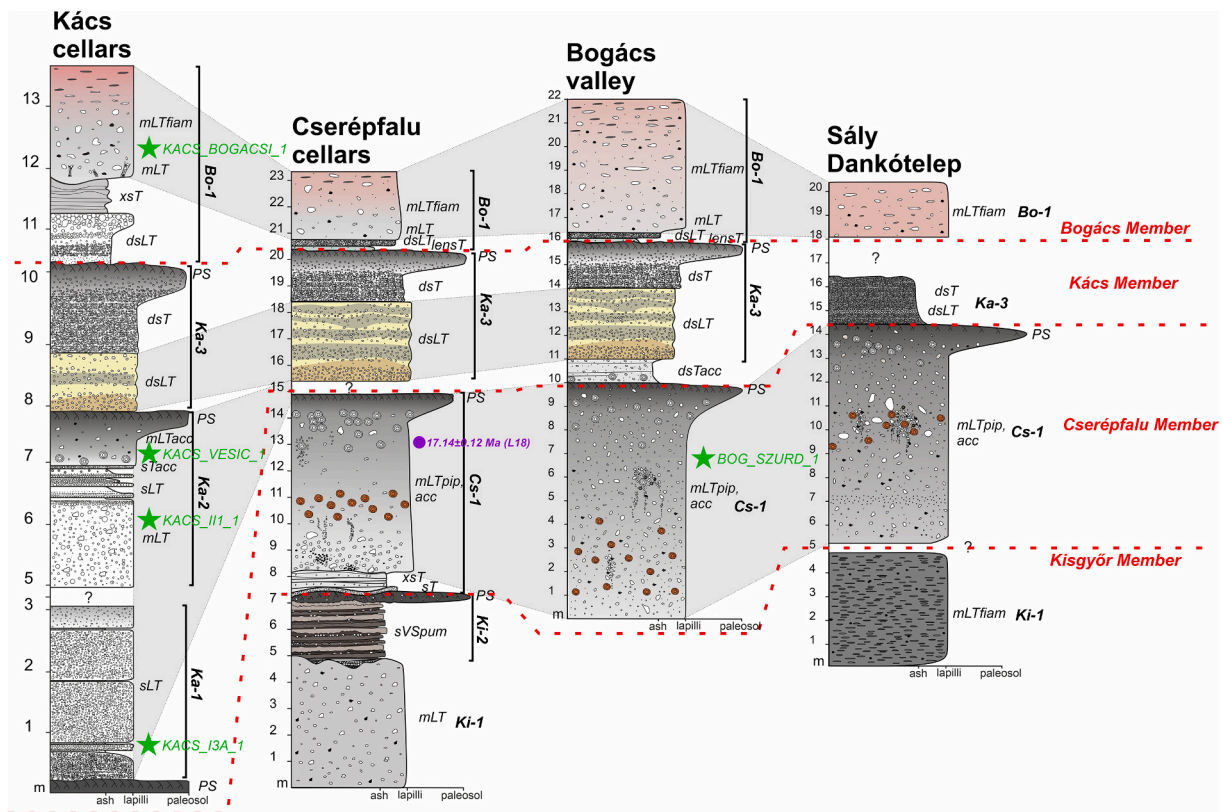 Kács
cellars
13
12
11
10
9
8
7
6
5
3
2
1
m
mLTfiam
KACS_BOGACSI_1
mLT
xsT
dsLT
Bo-1
PS
dsT
dsLT
Ka-3
PS
mLTacc
KACS_VESIC_1
sTacc
sLT
KACS_II1_1
mLT
Ka-2
?
sLT
Ka-1
KACS_I3A_1
PS
ash lapilli paleosol
Cserépfalu
cellars
23
22
21
20
19
18
17
16
15
14
13
12
11
10
9
8
7
6
5
4
3
2
1
m
mLTfiam
mLT
dsLT
lensT
Bo-1
PS
dsT
dsLT
Ka-3
?
PS
17.14±0.12 Ma (L18)
mLTpip,
acc
Cs-1
xsT
sT
PS
sVSpum
Ki-2
mLT Ki-1
ash lapilli paleosol
Bogács
valley
22
21
20
19
18
17
16
15
14
13
12
11
10
9
8
7
6
5
4
3
2
1
m
mLTfiam
mLT
dsLT
lensT
Bo-1
PS
dsT
dsLT
Ka-3
dsTacc
PS
BOG_SZURD_1
mLTpip,
acc Cs-1
ash lapilli paleosol
Sály
Dankótelep
20
19
18
17
16
15
14
13
12
11
10
9
8
7
6
5
4
3
2
1
m
mLTfiam Bo-1
?
dsT
dsLT Ka-3
PS
mLTpip, Cs-1
acc
?
mLTfiam Ki-1
ash lapilli paleosol
Bogács Member
Kács Member
Cserépfalu Member
Kisgyőr Member